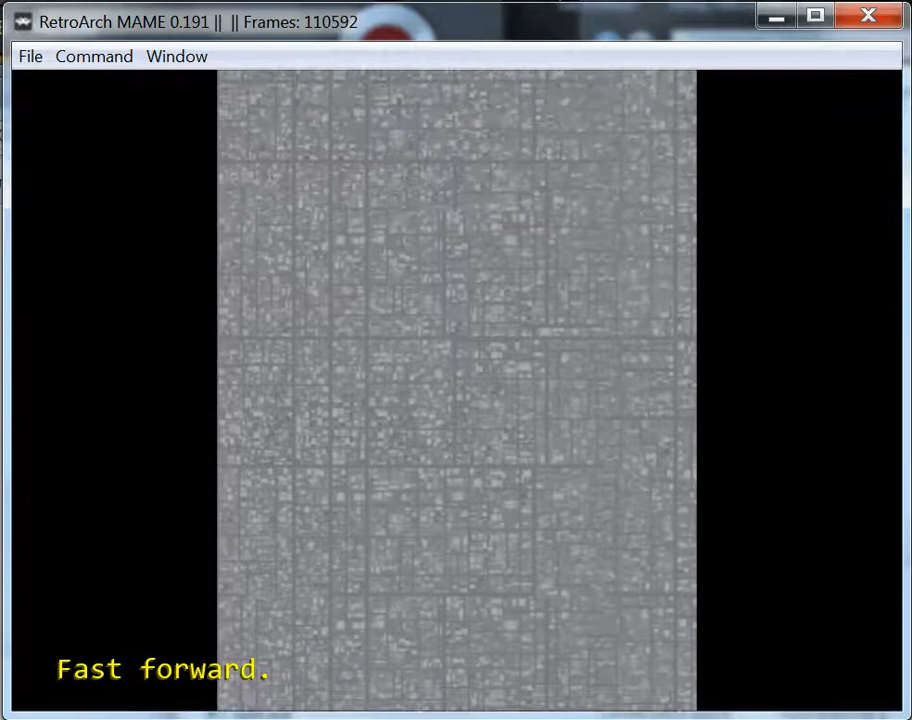 RetroArch MAME 0.191 || || Frames: 110592
File Command Window
Fast forward.